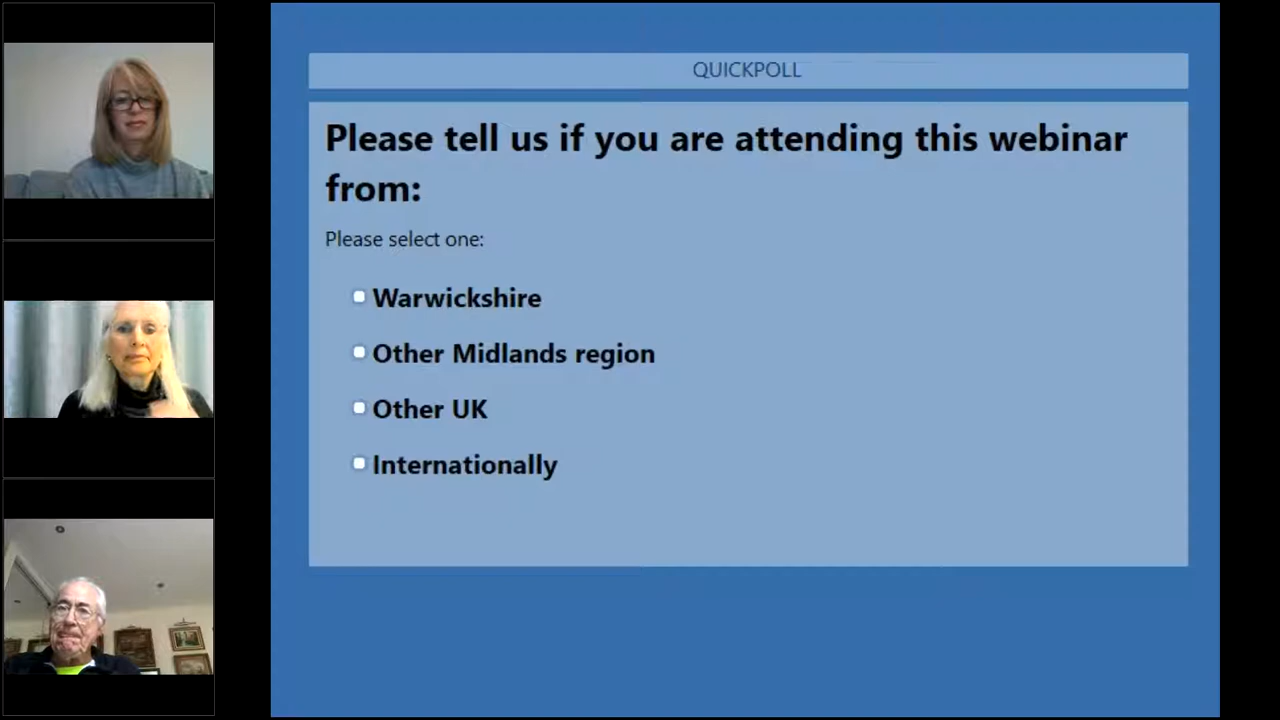 QUICKPOLL
Please tell us if you are attending this webinar
from:
Please select one:
Warwickshire
Other Midlands region
Other UK
Internationally